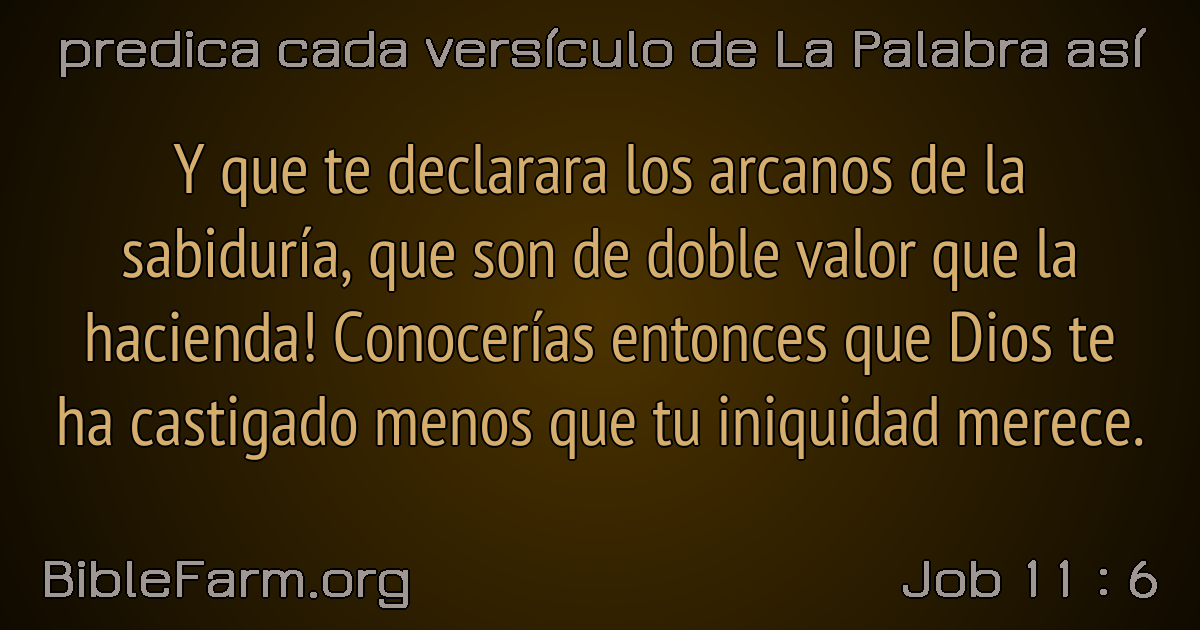 predica cada versículo de La Palabra así
Y que te declarara los arcanos de la
sabiduría, que son de doble valor que la
hacienda! Conocerías entonces que Dios te
ha castigado menos que tu iniquidad merece.
BibleFarm.org
Job 11 : 6